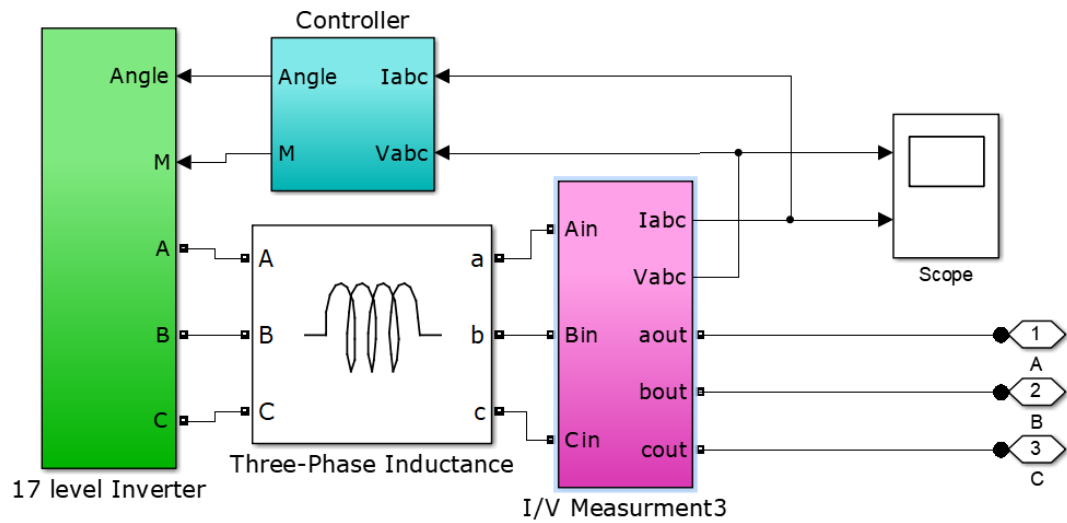 Controller
Angle
M
A
B
C
17 level Inverter
Angle
M
Iabc
Vabc
A
B
C
a
b
c
Three-Phase Inductance
Ain
Bin
Cin
Iabc
Vabc
aout
bout
cout
I/V Measurment3
Scope
1
A
2
B
3
C